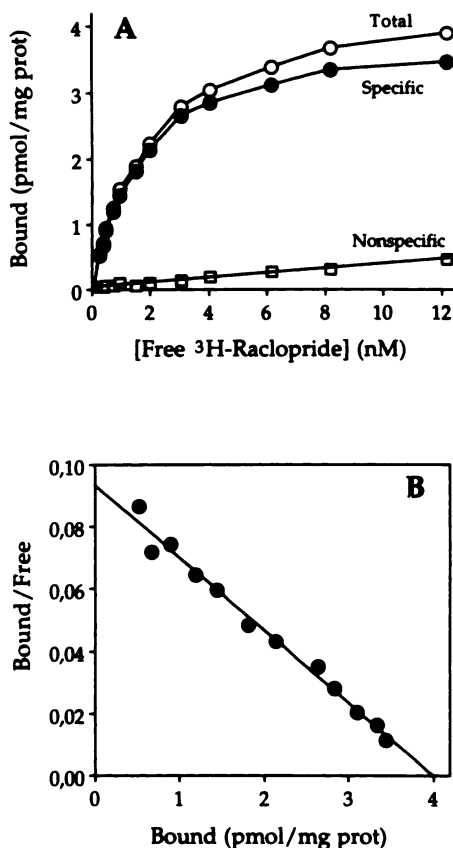 A
Total
Specific
Nonspecific
Bound (pmol/mg prot)
4
3
2
1
0
0 2 4 6 8 10 12
[Free ³H-Raclopride] (nM)
B
Bound/Free
0,10
0,08
0,06
0,04
0,02
0,00
0 1 2 3 4
Bound (pmol/mg prot)